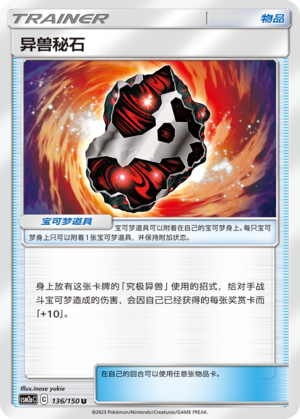 TRAINER 物品
异兽秘石
宝可梦道具
宝可梦道具可以附着在自己的宝可梦身上。每只宝可
梦身上只可以附着1张宝可梦道具，并保持附加状态。
身上放有这张卡牌的「究极异兽」使用的招式，给对手战
斗宝可梦造成的伤害，会因自己已经获得的每张奖赏卡而
「+10」。
在自己的回合可以使用任意张物品卡。
Illus.inose yukie
CSM2a C C 136/150 U
©2023 Pokémon/Nintendo/Creatures/GAME FREAK.